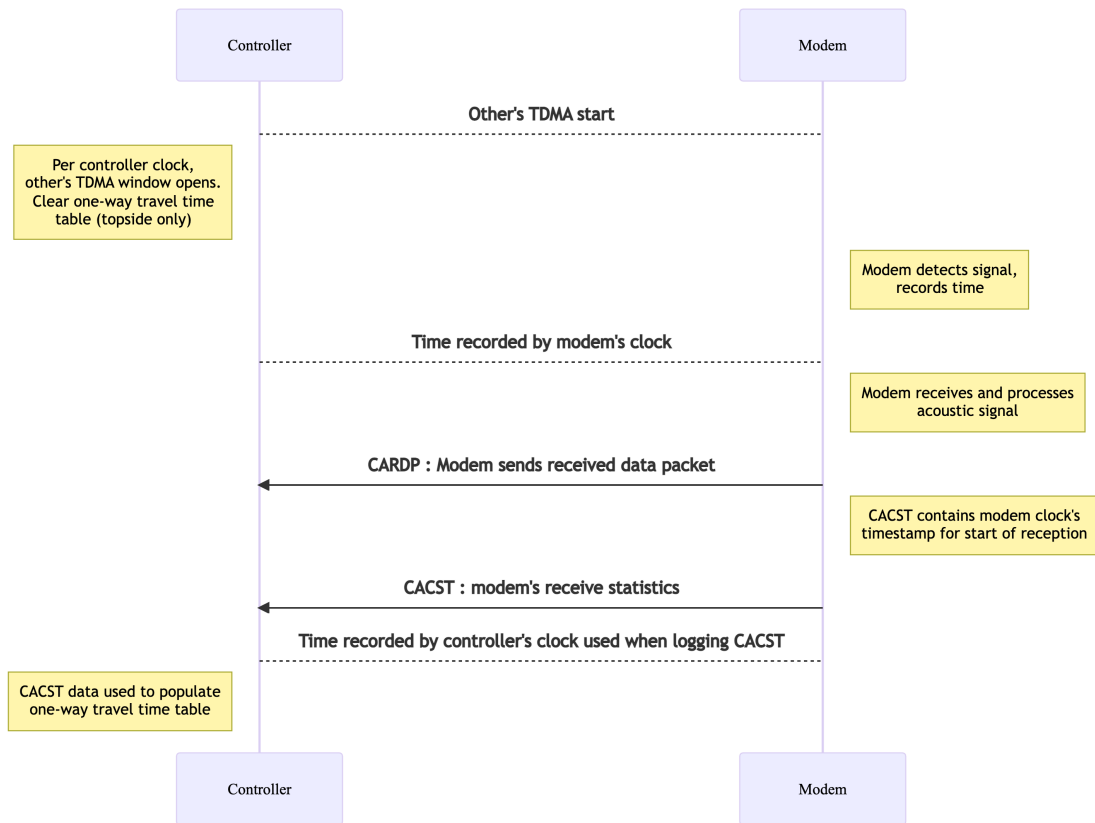 Controller
Modem
Other's TDMA start
Per controller clock,
other's TDMA window opens.
Clear one-way travel time
table (topside only)
Modem detects signal,
records time
Time recorded by modem's clock
Modem receives and processes
acoustic signal
CARDP : Modem sends received data packet
CACST contains modem clock's
timestamp for start of reception
CACST : modem's receive statistics
Time recorded by controller's clock used when logging CACST
CACST data used to populate
one-way travel time table
Controller
Modem